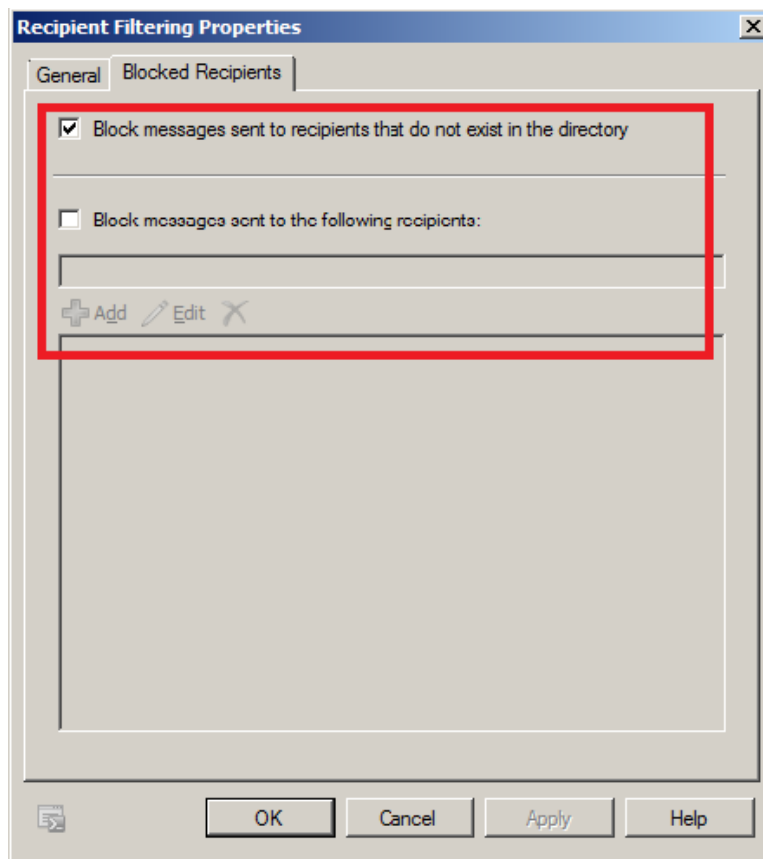 Recipient Filtering Properties
General
Blocked Recipients
Block messages sent to recipients that do not exist in the directory
Block messages sent to the following recipients:
Add Edit
OK Cancel Apply Help